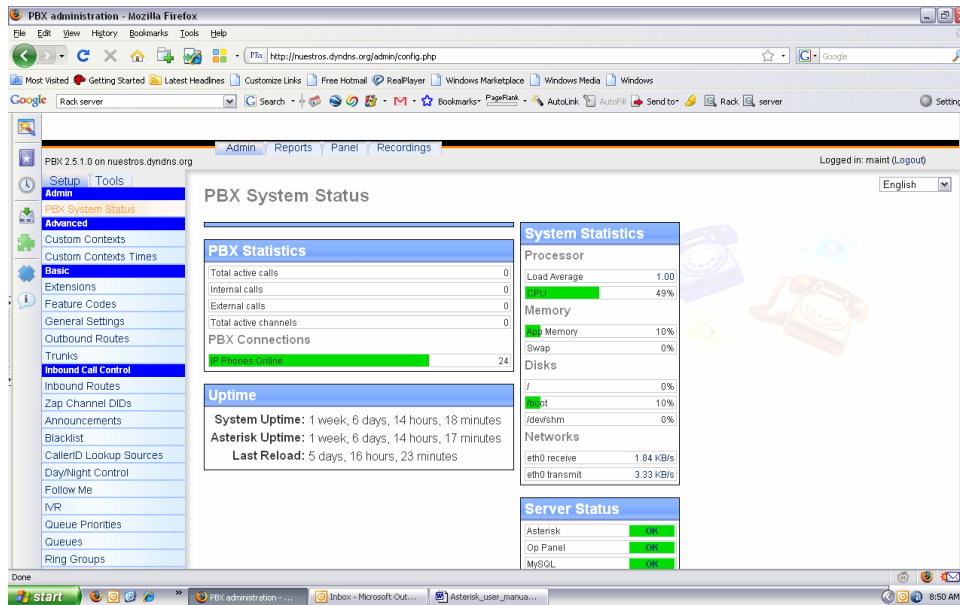 PBX administration - Mozilla Firefox
File Edit View History Bookmarks Tools Help
PBX http://nuestros.dyndns.org/admin/config.php
Google
Most Visited Getting Started Latest Headlines Customize Links Free Hotmail RealPlayer Windows Marketplace Windows Media Windows
Google Rack server Search Bookmarks PageRank AutoLink AutoFill Send to Rack server Setting
Admin Reports Panel Recordings
PBX 2.5.1.0 on nuestros.dyndns.org
Logged in: maint (Logout)
English
Setup Tools
Admin
PBX System Status
Advanced
Custom Contexts
Custom Contexts Times
Basic
Extensions
Feature Codes
General Settings
Outbound Routes
Trunks
Inbound Call Control
Inbound Routes
Zap Channel DIDs
Announcements
Blacklist
CallerID Lookup Sources
Day/Night Control
Follow Me
IVR
Queue Priorities
Queues
Ring Groups
PBX System Status
PBX Statistics
Total active calls 0
Internal calls 0
External calls 0
Total active channels 0
PBX Connections
IP Phones Online 24
Uptime
System Uptime: 1 week, 6 days, 14 hours, 18 minutes
Asterisk Uptime: 1 week, 6 days, 14 hours, 17 minutes
Last Reload: 5 days, 16 hours, 23 minutes
System Statistics
Processor
Load Average 1.00
CPU 49%
Memory
App Memory 10%
Swap 0%
Disks
/ 0%
/boot 10%
/dev/shm 0%
Networks
eth0 receive 1.84 KB/s
eth0 transmit 3.33 KB/s
Server Status
Asterisk OK
Op Panel OK
MySQL OK
Done
start PBX administration - ... Inbox - Microsoft Out... Asterisk_user_manua... 8:50 AM